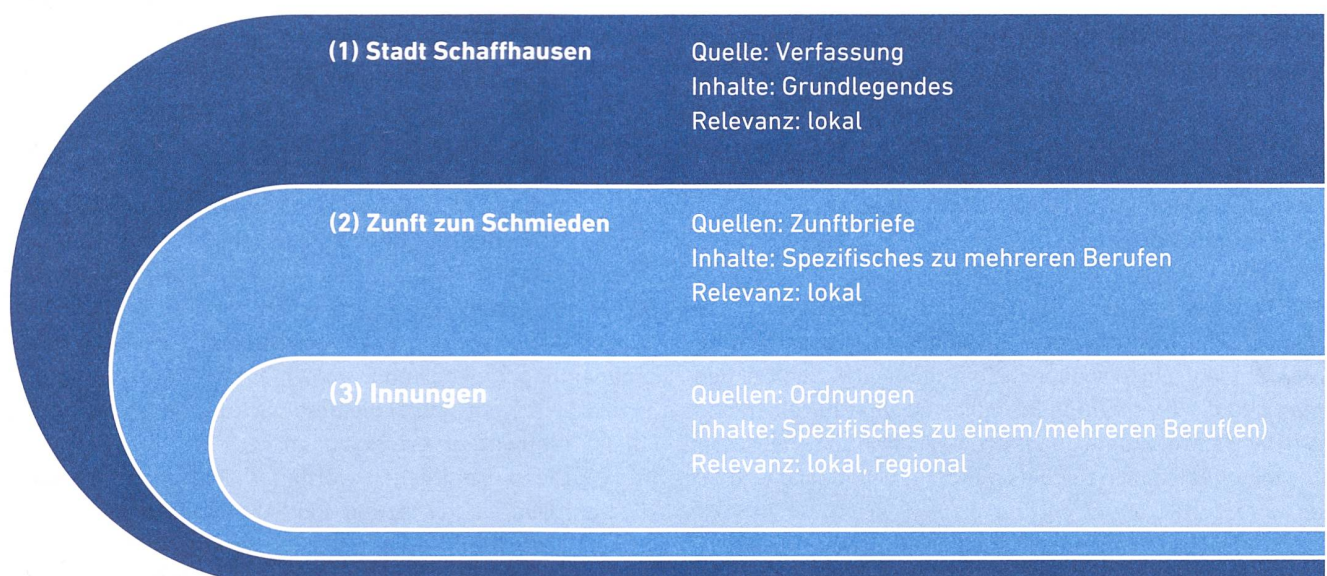 (1) Stadt Schaffhausen
Quelle: Verfassung
Inhalte: Grundlegendes
Relevanz: lokal
(2) Zunft zun Schmieden
Quellen: Zunftbriefe
Inhalte: Spezifisches zu mehreren Berufen
Relevanz: lokal
(3) Innungen
Quellen: Ordnungen
Inhalte: Spezifisches zu einem/mehreren Beruf(en)
Relevanz: lokal, regional